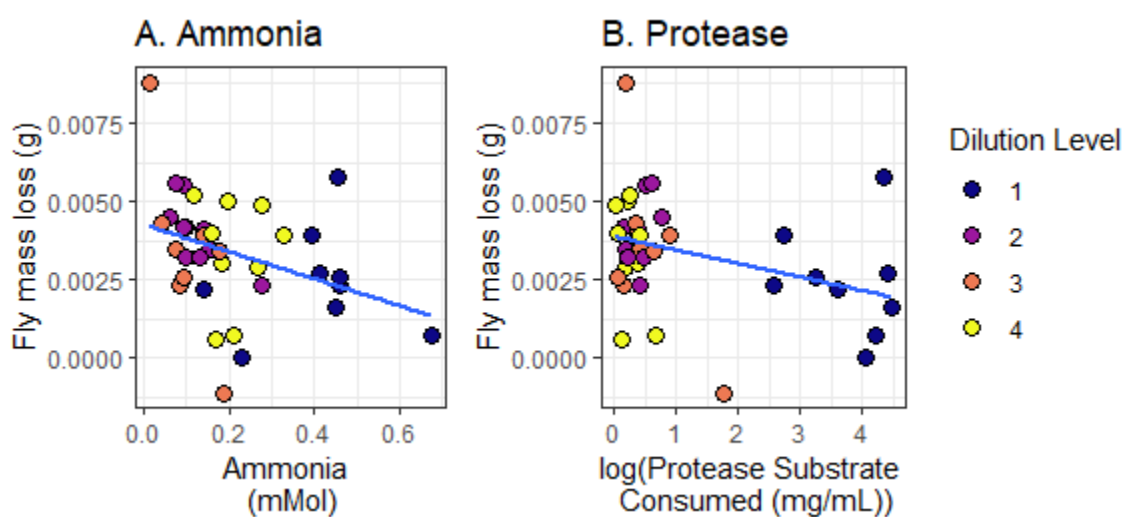 A. Ammonia
Fly mass loss (g)
0.0075
0.0050
0.0025
0.0000
0.0 0.2 0.4 0.6
Ammonia
(mMol)
B. Protease
Fly mass loss (g)
0.0075
0.0050
0.0025
0.0000
0 1 2 3 4
log(Protease Substrate
Consumed (mg/mL))
Dilution Level
1
2
3
4